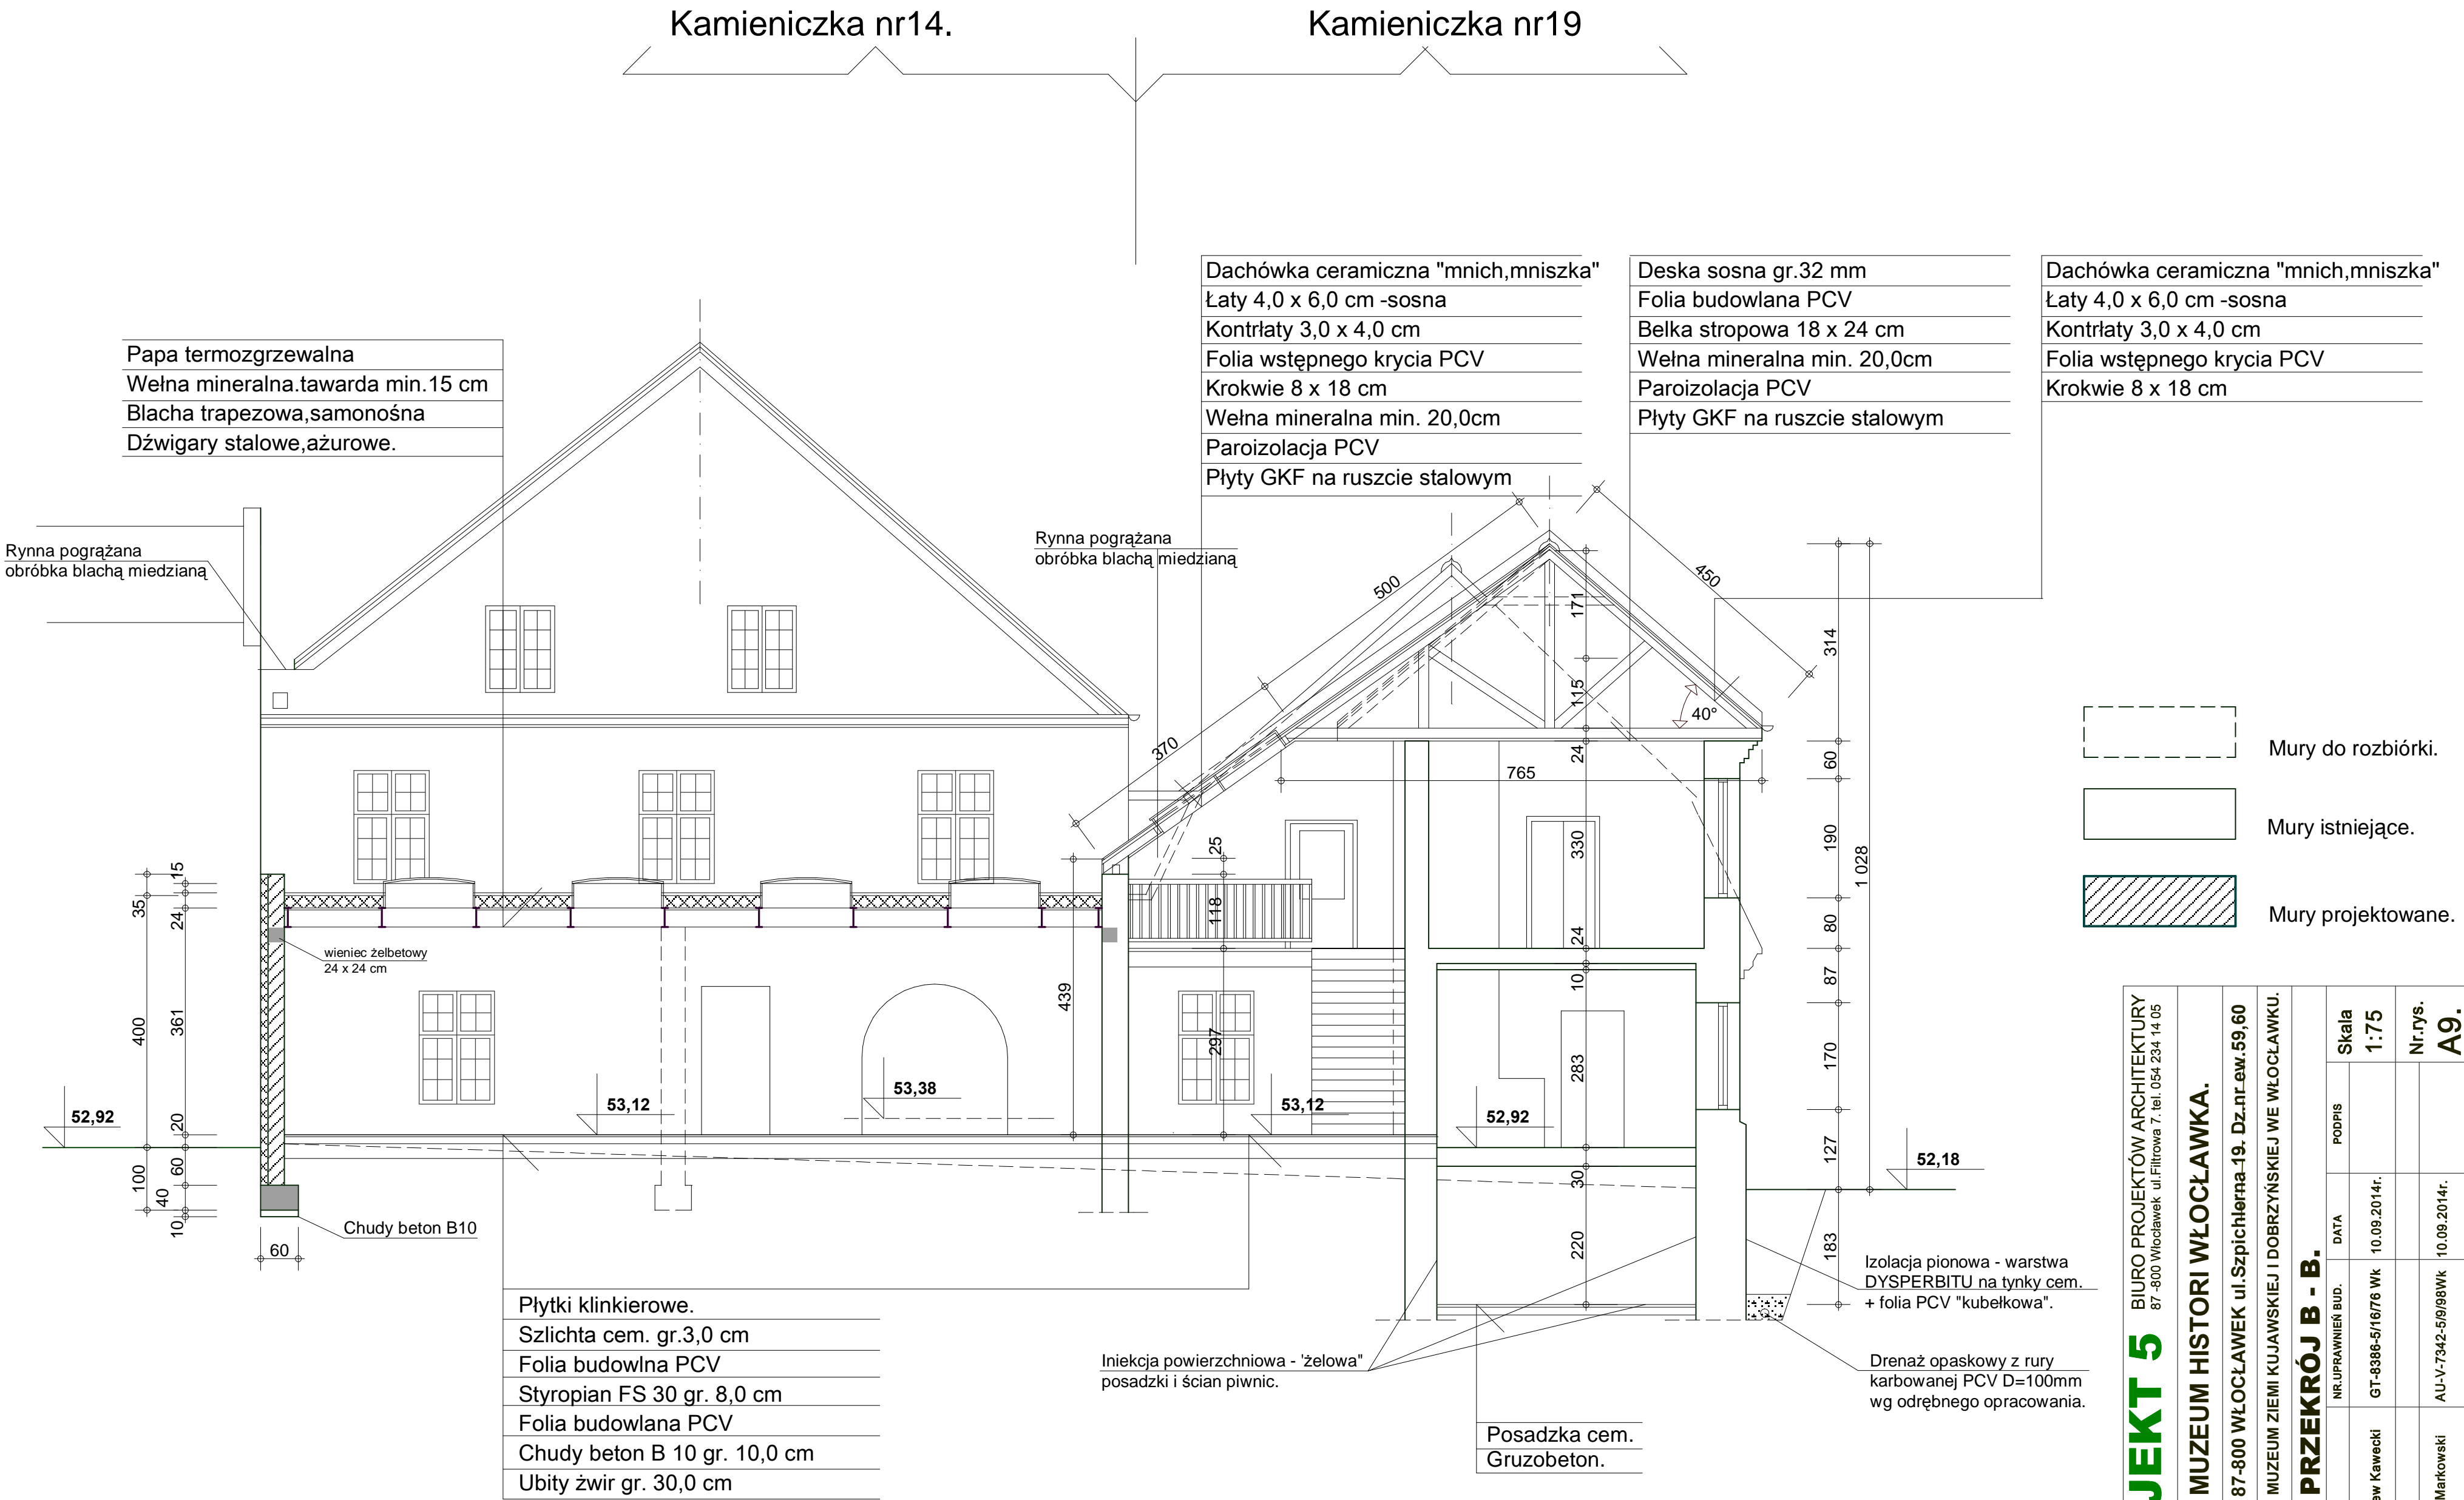 Kamieniczka nr14.
Kamieniczka nr19
Papa termozgrzewalna
Wełna mineralna.tawarda min.15 cm
Blacha trapezowa,samonośna
Dźwigary stalowe,ażurowe.
Dachówka ceramiczna "mnich,mniszka"
Łaty 4,0 x 6,0 cm -sosna
Kontrłaty 3,0 x 4,0 cm
Folia wstępnego krycia PCV
Krokwie 8 x 18 cm
Wełna mineralna min. 20,0cm
Paroizolacja PCV
Płyty GKF na ruszcie stalowym
Deska sosna gr.32 mm
Folia budowlana PCV
Belka stropowa 18 x 24 cm
Wełna mineralna min. 20,0cm
Paroizolacja PCV
Płyty GKF na ruszcie stalowym
Dachówka ceramiczna "mnich,mniszka"
Łaty 4,0 x 6,0 cm -sosna
Kontrłaty 3,0 x 4,0 cm
Folia wstępnego krycia PCV
Krokwie 8 x 18 cm
Rynna pogrążana
obróbka blachą miedzianą
Rynna pogrążana
obróbka blachą miedzianą
500
450
370
171
115
40°
24
765
330
24
10
283
30
220
314
60
190
80
87
170
127
183
1 028
25
118
297
439
15
35
24
400
361
20
100
60
40
10
60
wieniec żelbetowy
24 x 24 cm
52,92
53,12
53,38
53,12
52,92
52,18
Chudy beton B10
Mury do rozbiórki.
Mury istniejące.
Mury projektowane.
Płytki klinkierowe.
Szlichta cem. gr.3,0 cm
Folia budowlna PCV
Styropian FS 30 gr. 8,0 cm
Folia budowlana PCV
Chudy beton B 10 gr. 10,0 cm
Ubity żwir gr. 30,0 cm
Iniekcja powierzchniowa - 'żelowa"
posadzki i ścian piwnic.
Posadzka cem.
Gruzobeton.
Izolacja pionowa - warstwa
DYSPERBITU na tynky cem.
+ folia PCV "kubełkowa".
Drenaż opaskowy z rury
karbowanej PCV D=100mm
wg odrębnego opracowania.
JEKT 5
BIURO PROJEKTÓW ARCHITEKTURY
87 -800 Włocławek ul.Filtrowa 7. tel. 054 234 14 05
MUZEUM HISTORI WŁOCŁAWKA.
87-800 WŁOCŁAWEK ul.Szpichlerna 19. Dz.nr ew.59,60
MUZEUM ZIEMI KUJAWSKIEJ I DOBRZYŃSKIEJ WE WŁOCŁAWKU.
PRZEKRÓJ B - B.
NR.UPRAWNIEŃ BUD.
DATA
PODPIS
Skala
1:75
ew Kawecki
GT-8386-5/16/76 Wk
10.09.2014r.
Markowski
AU-V-7342-5/9/98Wk
10.09.2014r.
Nr.rys.
A9.